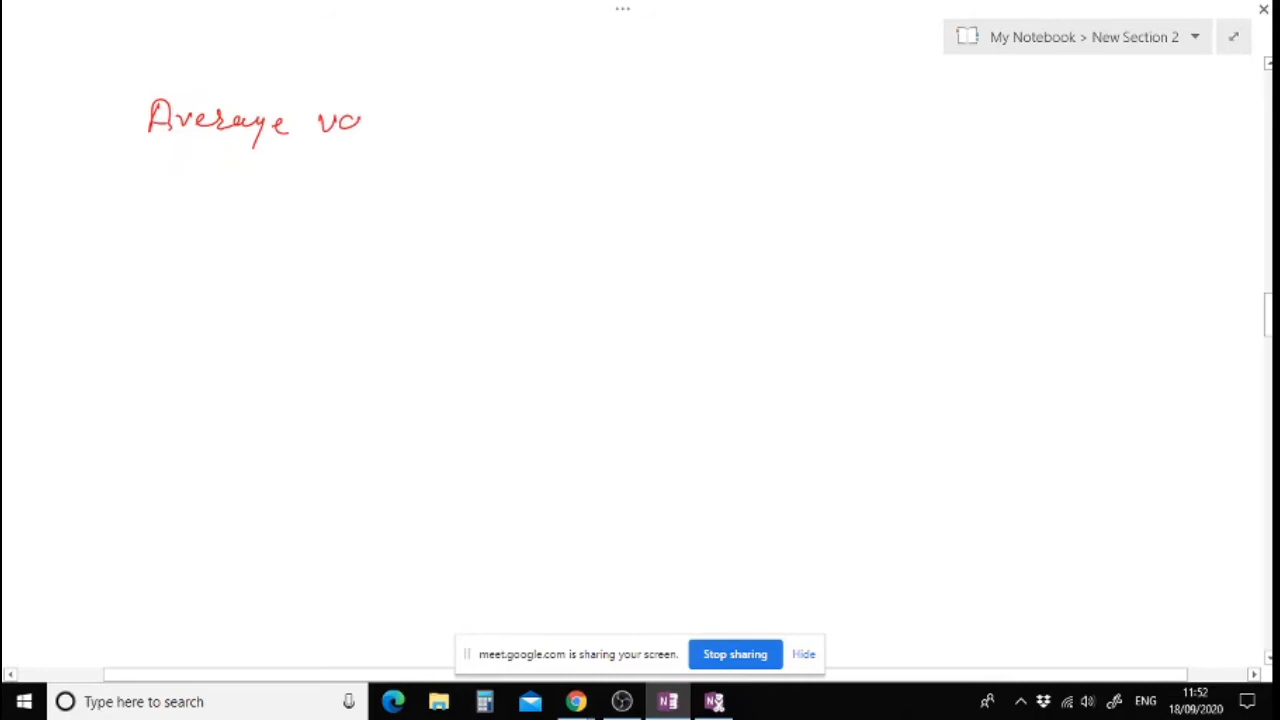 My Notebook > New Section 2
Average va
meet.google.com is sharing your screen.
Stop sharing
Hide
Type here to search
ENG
11:52
18/09/2020